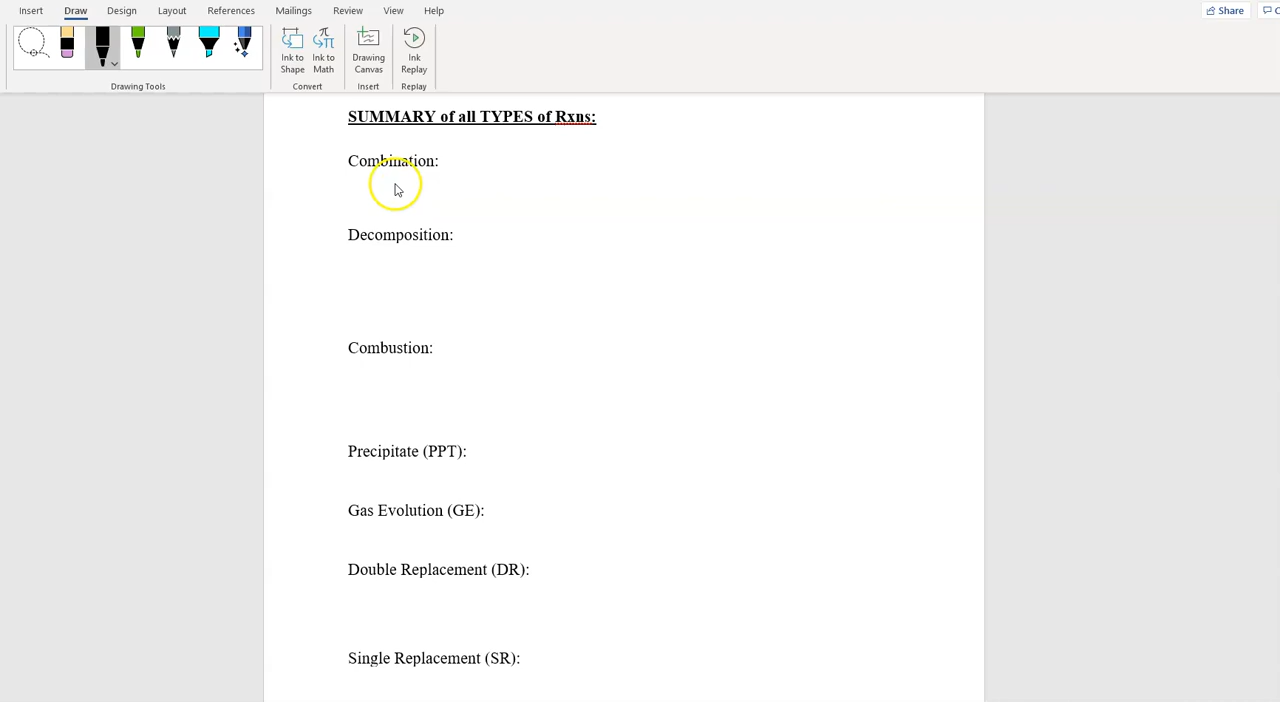 Insert Draw Design Layout References Mailings Review View Help Share C
Ink to Shape Ink to Math Drawing Canvas Ink Replay
Drawing Tools Convert Insert Replay
SUMMARY of all TYPES of Rxns:
Combination:
Decomposition:
Combustion:
Precipitate (PPT):
Gas Evolution (GE):
Double Replacement (DR):
Single Replacement (SR):